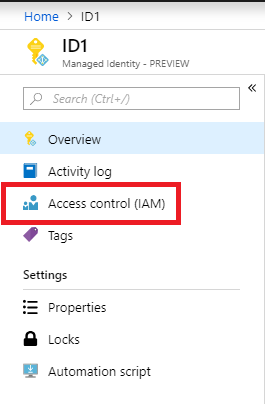 Home > ID1
ID1
Managed Identity - PREVIEW
Search (Ctrl+/)
Overview
Activity log
Access control (IAM)
Tags
Settings
Properties
Locks
Automation script